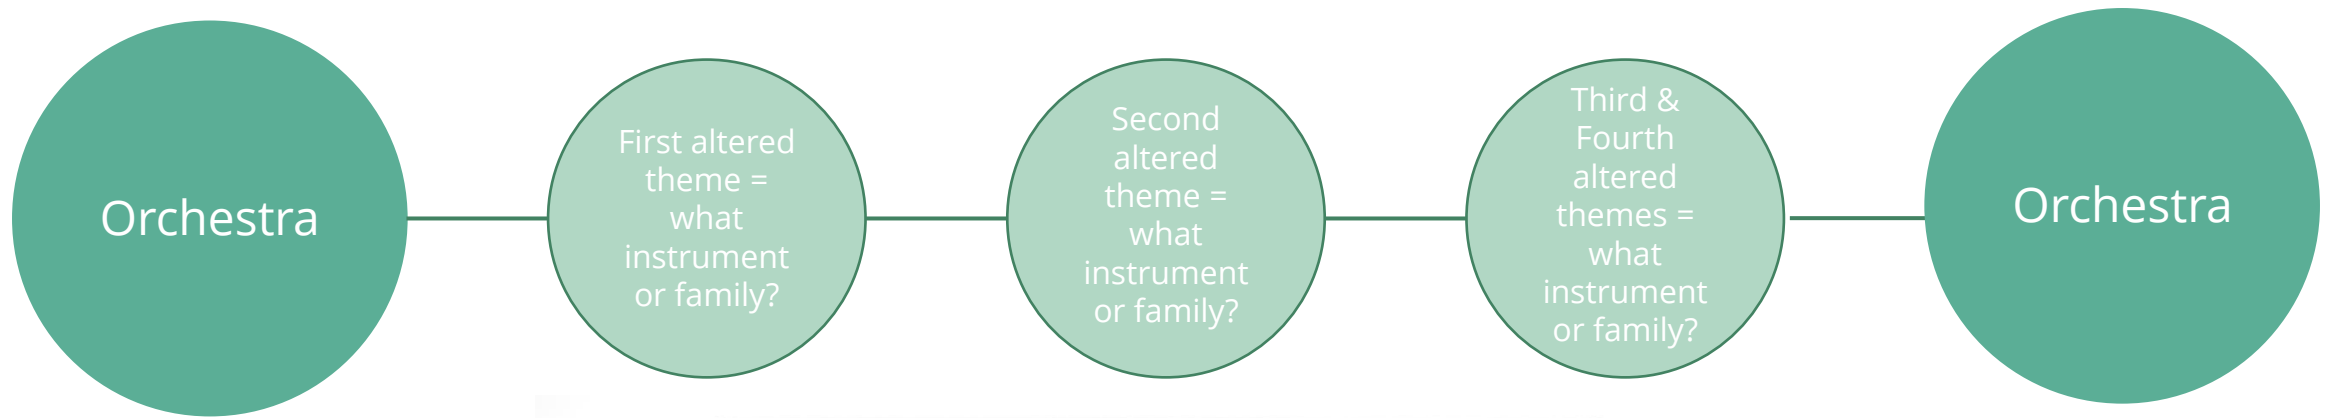 Orchestra
First altered
theme =
what
instrument
or family?
Second
altered
theme =
what
instrument
or family?
Third &
Fourth
altered
themes =
what
instrument
or family?
Orchestra